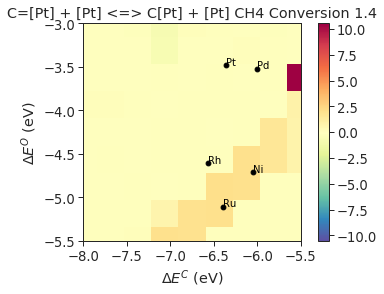 C=[Pt] + [Pt] <=> C[Pt] + [Pt] CH4 Conversion 1.4
−3.0
−3.5
−4.0
−4.5
−5.0
−5.5
ΔE^O (eV)
Pt
Pd
Rh
Ni
Ru
−8.0 −7.5 −7.0 −6.5 −6.0 −5.5
ΔE^C (eV)
10.0
7.5
5.0
2.5
0.0
−2.5
−5.0
−7.5
−10.0